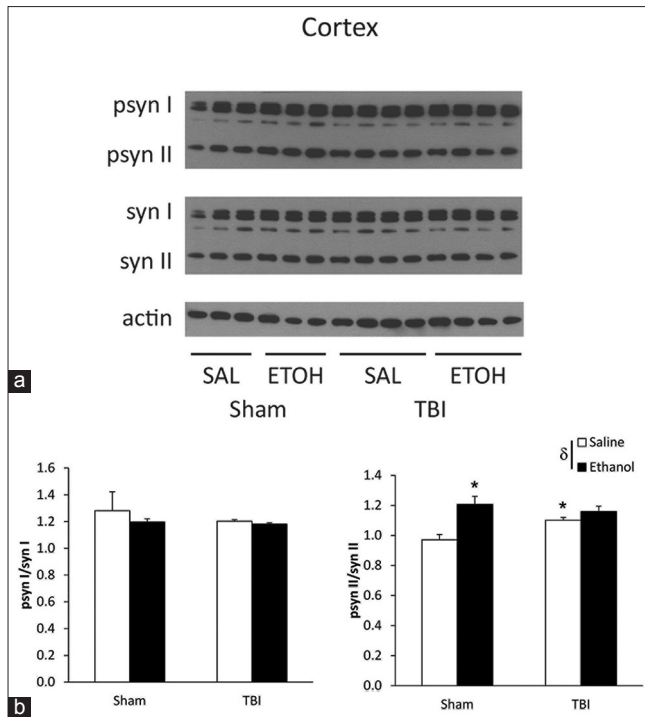 Cortex
psyn I
psyn II
syn I
syn II
actin
SAL ETOH SAL ETOH
Sham TBI
a
δ Saline
Ethanol
1.6
1.4
1.2
1.0
0.8
0.6
0.4
0.2
0.0
psyn I/syn I
Sham TBI
1.4
1.2
1.0
0.8
0.6
0.4
0.2
0.0
psyn II/syn II
* *
Sham TBI
b